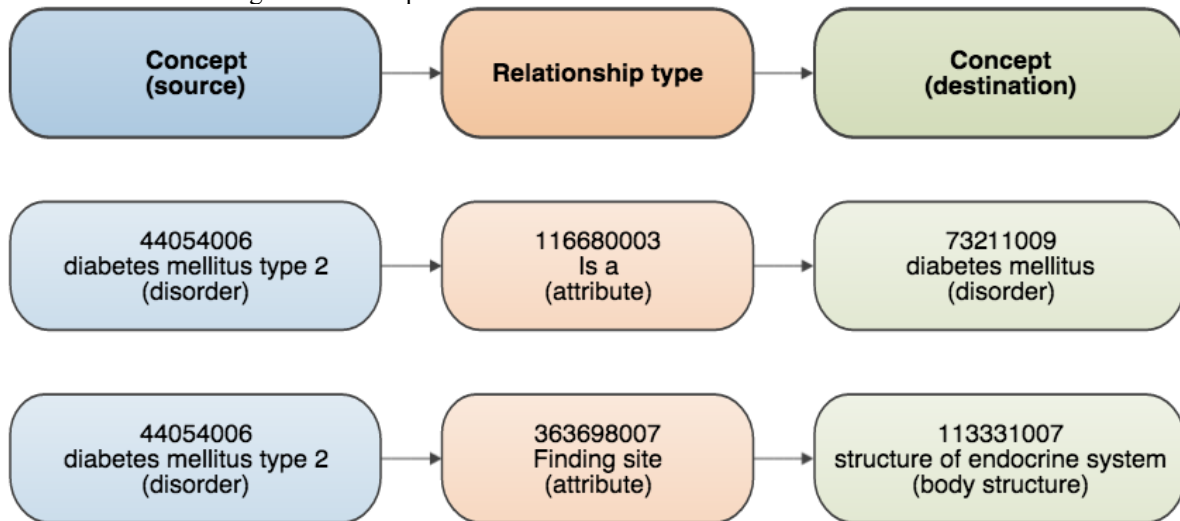 Concept
(source)
Relationship type
Concept
(destination)
44054006
diabetes mellitus type 2
(disorder)
116680003
Is a
(attribute)
73211009
diabetes mellitus
(disorder)
44054006
diabetes mellitus type 2
(disorder)
363698007
Finding site
(attribute)
113331007
structure of endocrine system
(body structure)